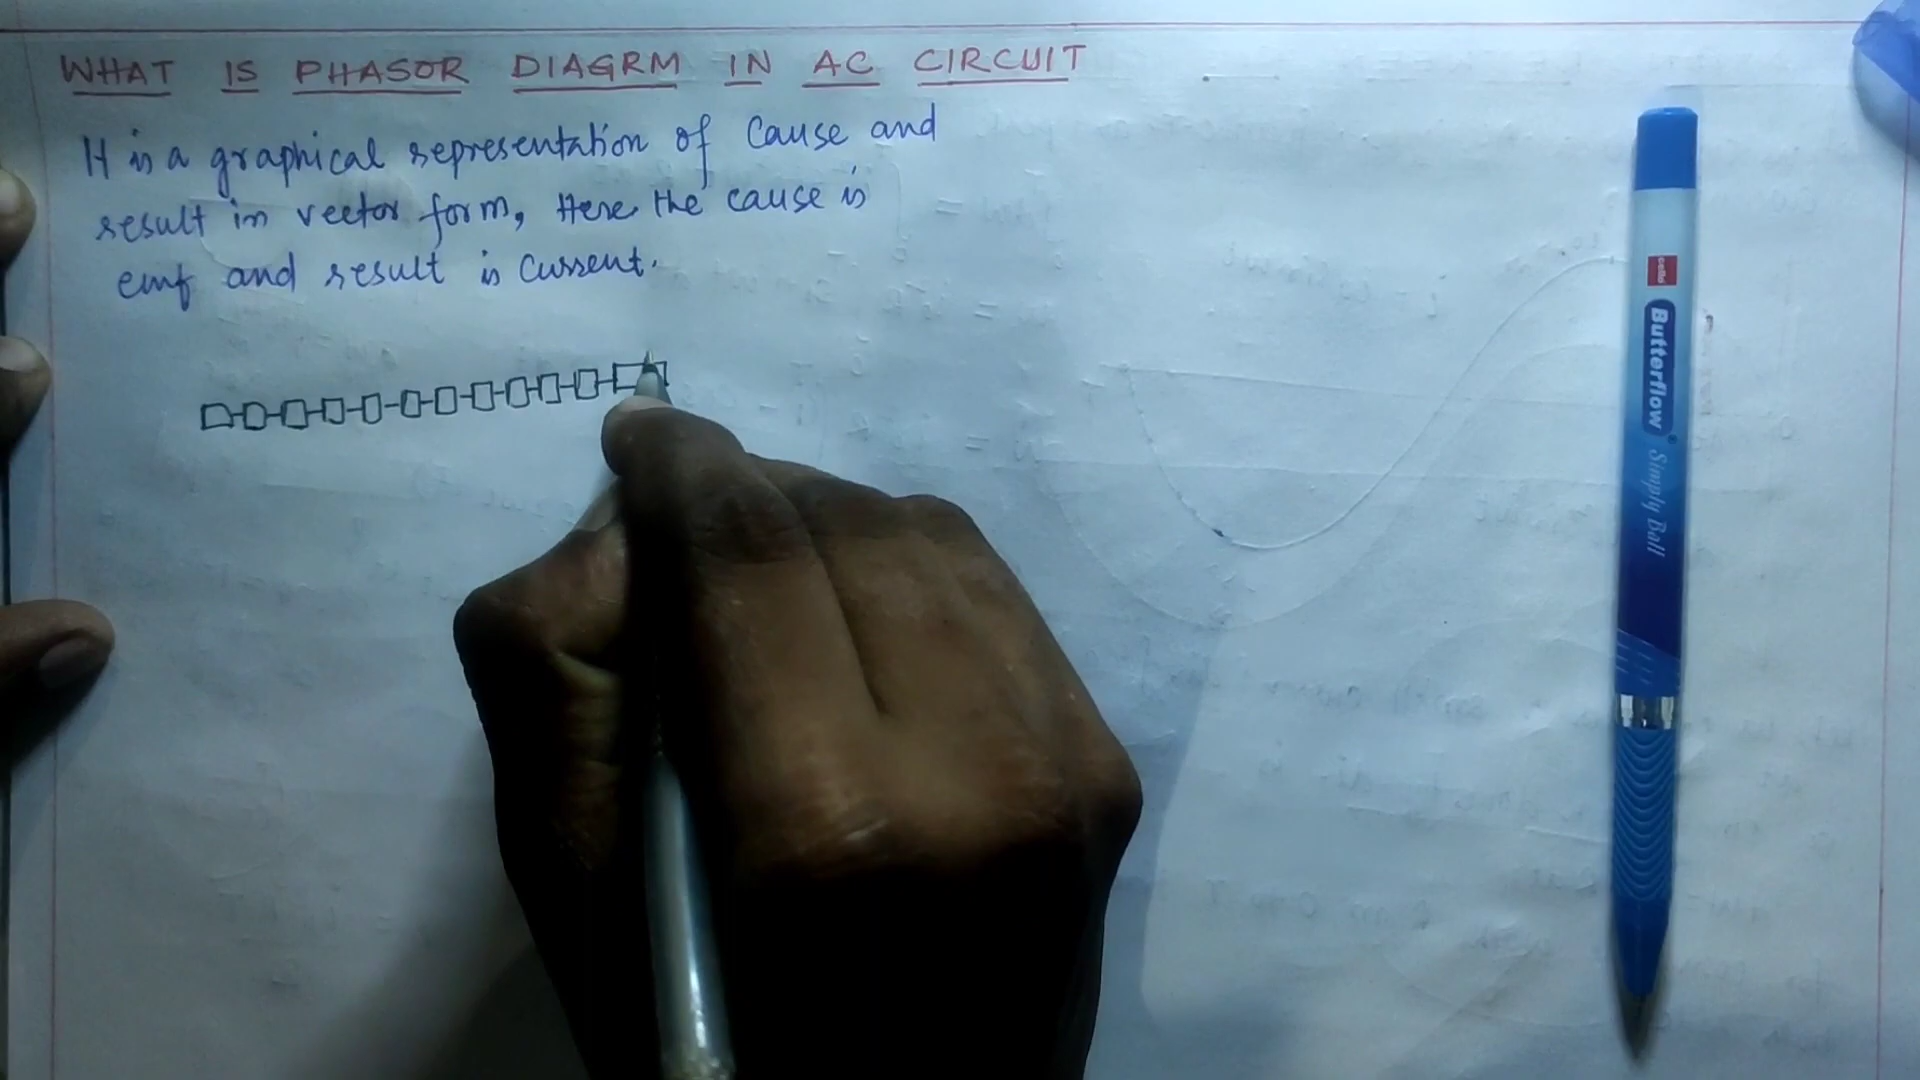 WHAT IS PHASOR DIAGRM IN AC CIRCUIT
It is a graphical representation of Cause and
result in vector form, Here the cause is
emf and result is Current.
cello
Butterflow
Simply Ball